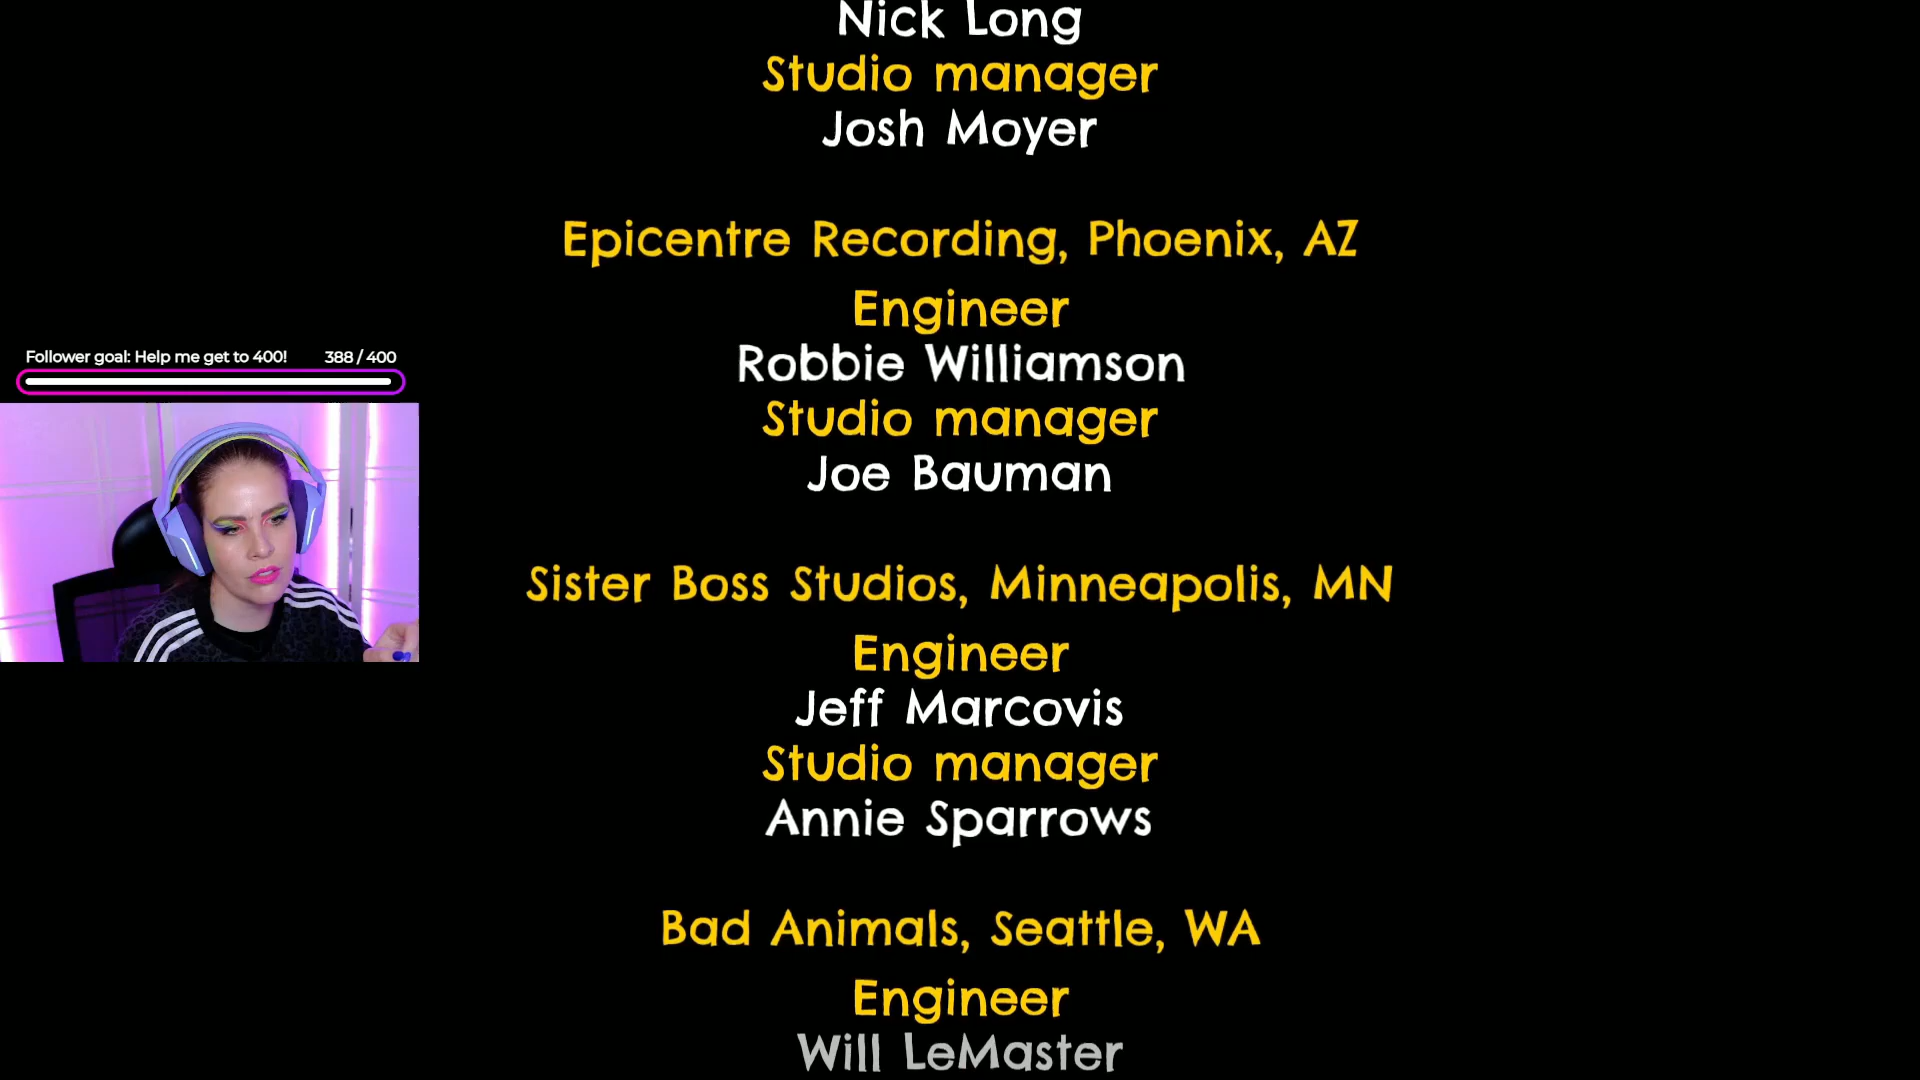 Nick Long
Studio manager
Josh Moyer
Epicentre Recording, Phoenix, AZ
Engineer
Robbie Williamson
Studio manager
Joe Bauman
Follower goal: Help me get to 400! 388 / 400
Sister Boss Studios, Minneapolis, MN
Engineer
Jeff Marcovis
Studio manager
Annie Sparrows
Bad Animals, Seattle, WA
Engineer
Will LeMaster